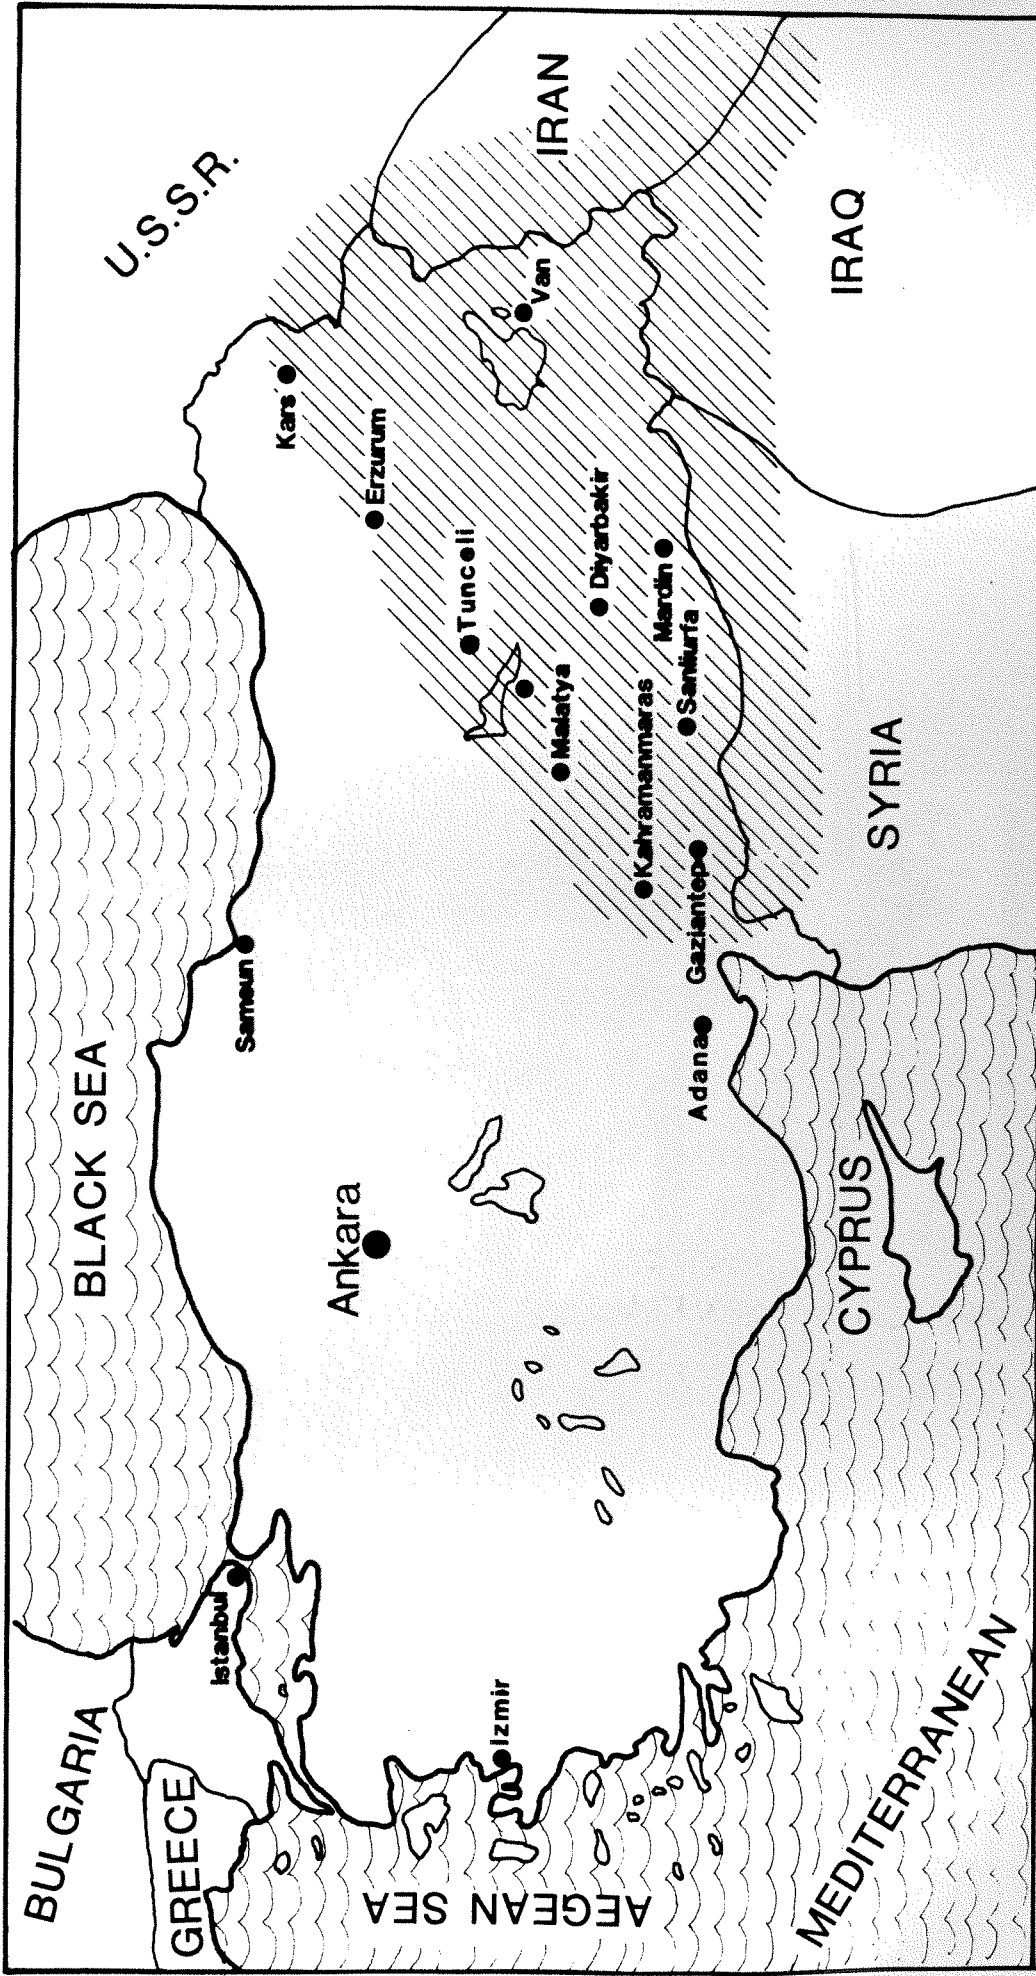 BULGARIA
GREECE
BLACK SEA
U.S.S.R.
Istanbul
Samsun
Kars
Ankara
Erzurum
Tunceli
IRAN
Van
AEGEAN SEA
Izmir
Malatya
Diyarbakir
Kahramanmaras
Mardin
Sanliurfa
Adana
Gaziantep
IRAQ
SYRIA
CYPRUS
MEDITERRANEAN